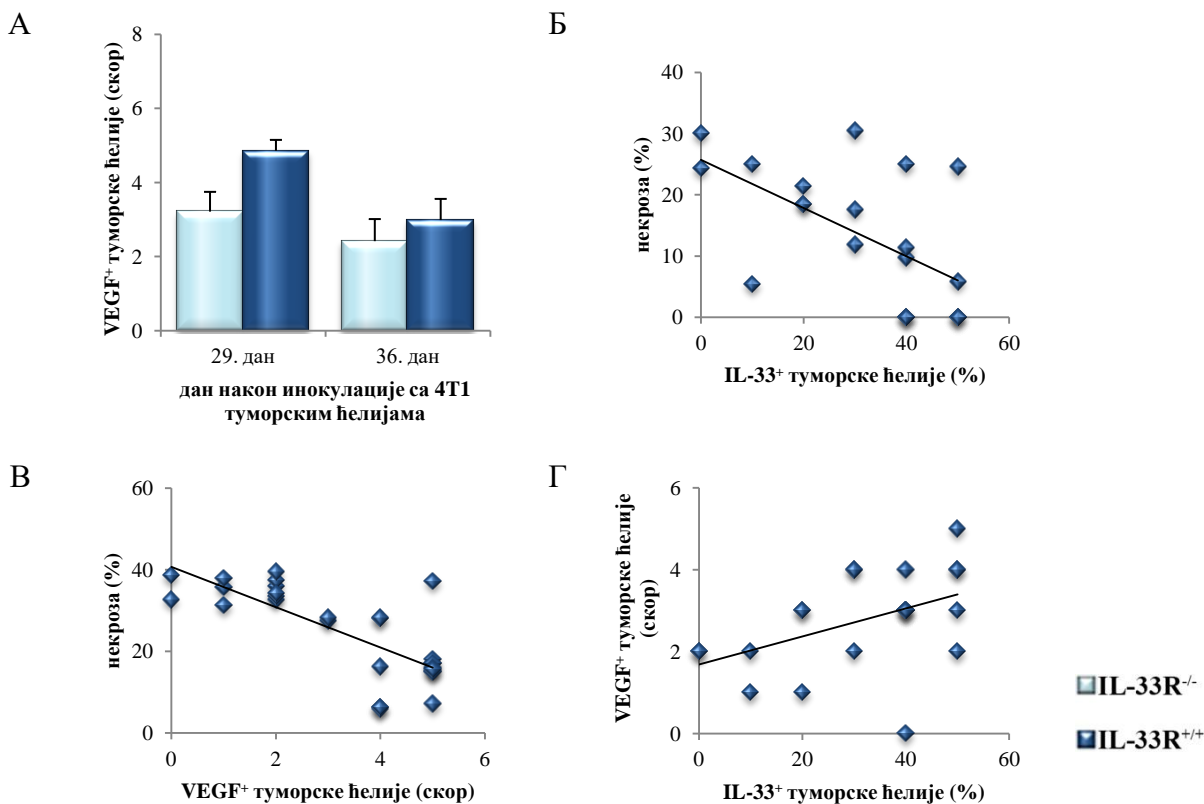 А
VEGF⁺ туморске ћелије (скор)
8
6
4
2
0
29. дан
36. дан
дан након инокулације са 4T1
туморским ћелијама
Б
некроза (%)
40
30
20
10
0
0
20
40
60
IL-33⁺ туморске ћелије (%)
В
некроза (%)
60
40
20
0
0
2
4
6
VEGF⁺ туморске ћелије (скор)
Г
VEGF⁺ туморске ћелије
(скор)
6
4
2
0
0
20
40
60
IL-33⁺ туморске ћелије (%)
IL-33R⁻/⁻
IL-33R⁺/⁺